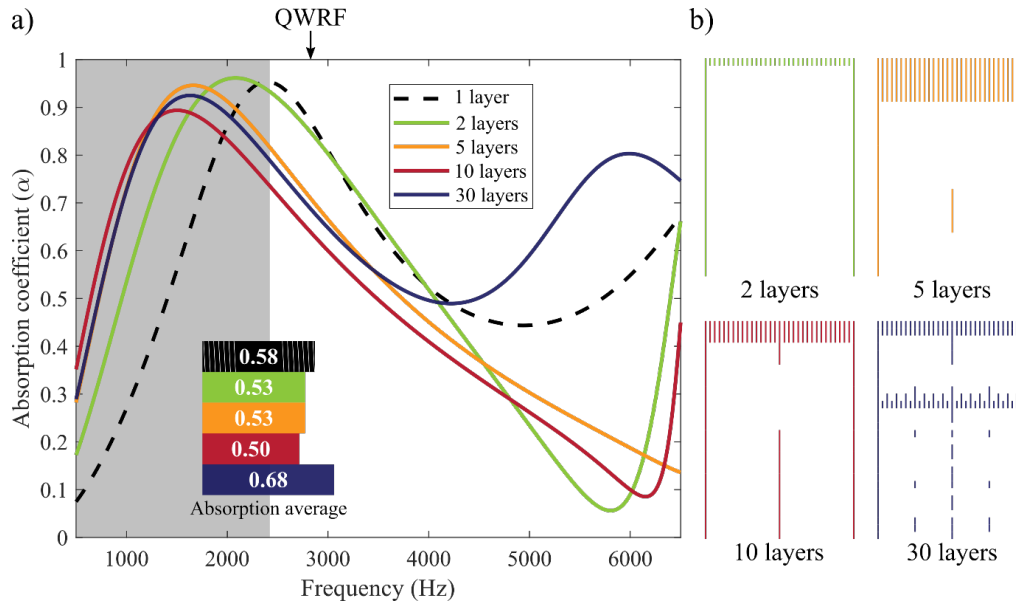 a)
QWRF
b)
1
0.9
0.8
0.7
0.6
0.5
0.4
0.3
0.2
0.1
0
Absorption coefficient (α)
1 layer
2 layers
5 layers
10 layers
30 layers
0.58
0.53
0.53
0.50
0.68
Absorption average
1000 2000 3000 4000 5000 6000
Frequency (Hz)
2 layers 5 layers
10 layers 30 layers